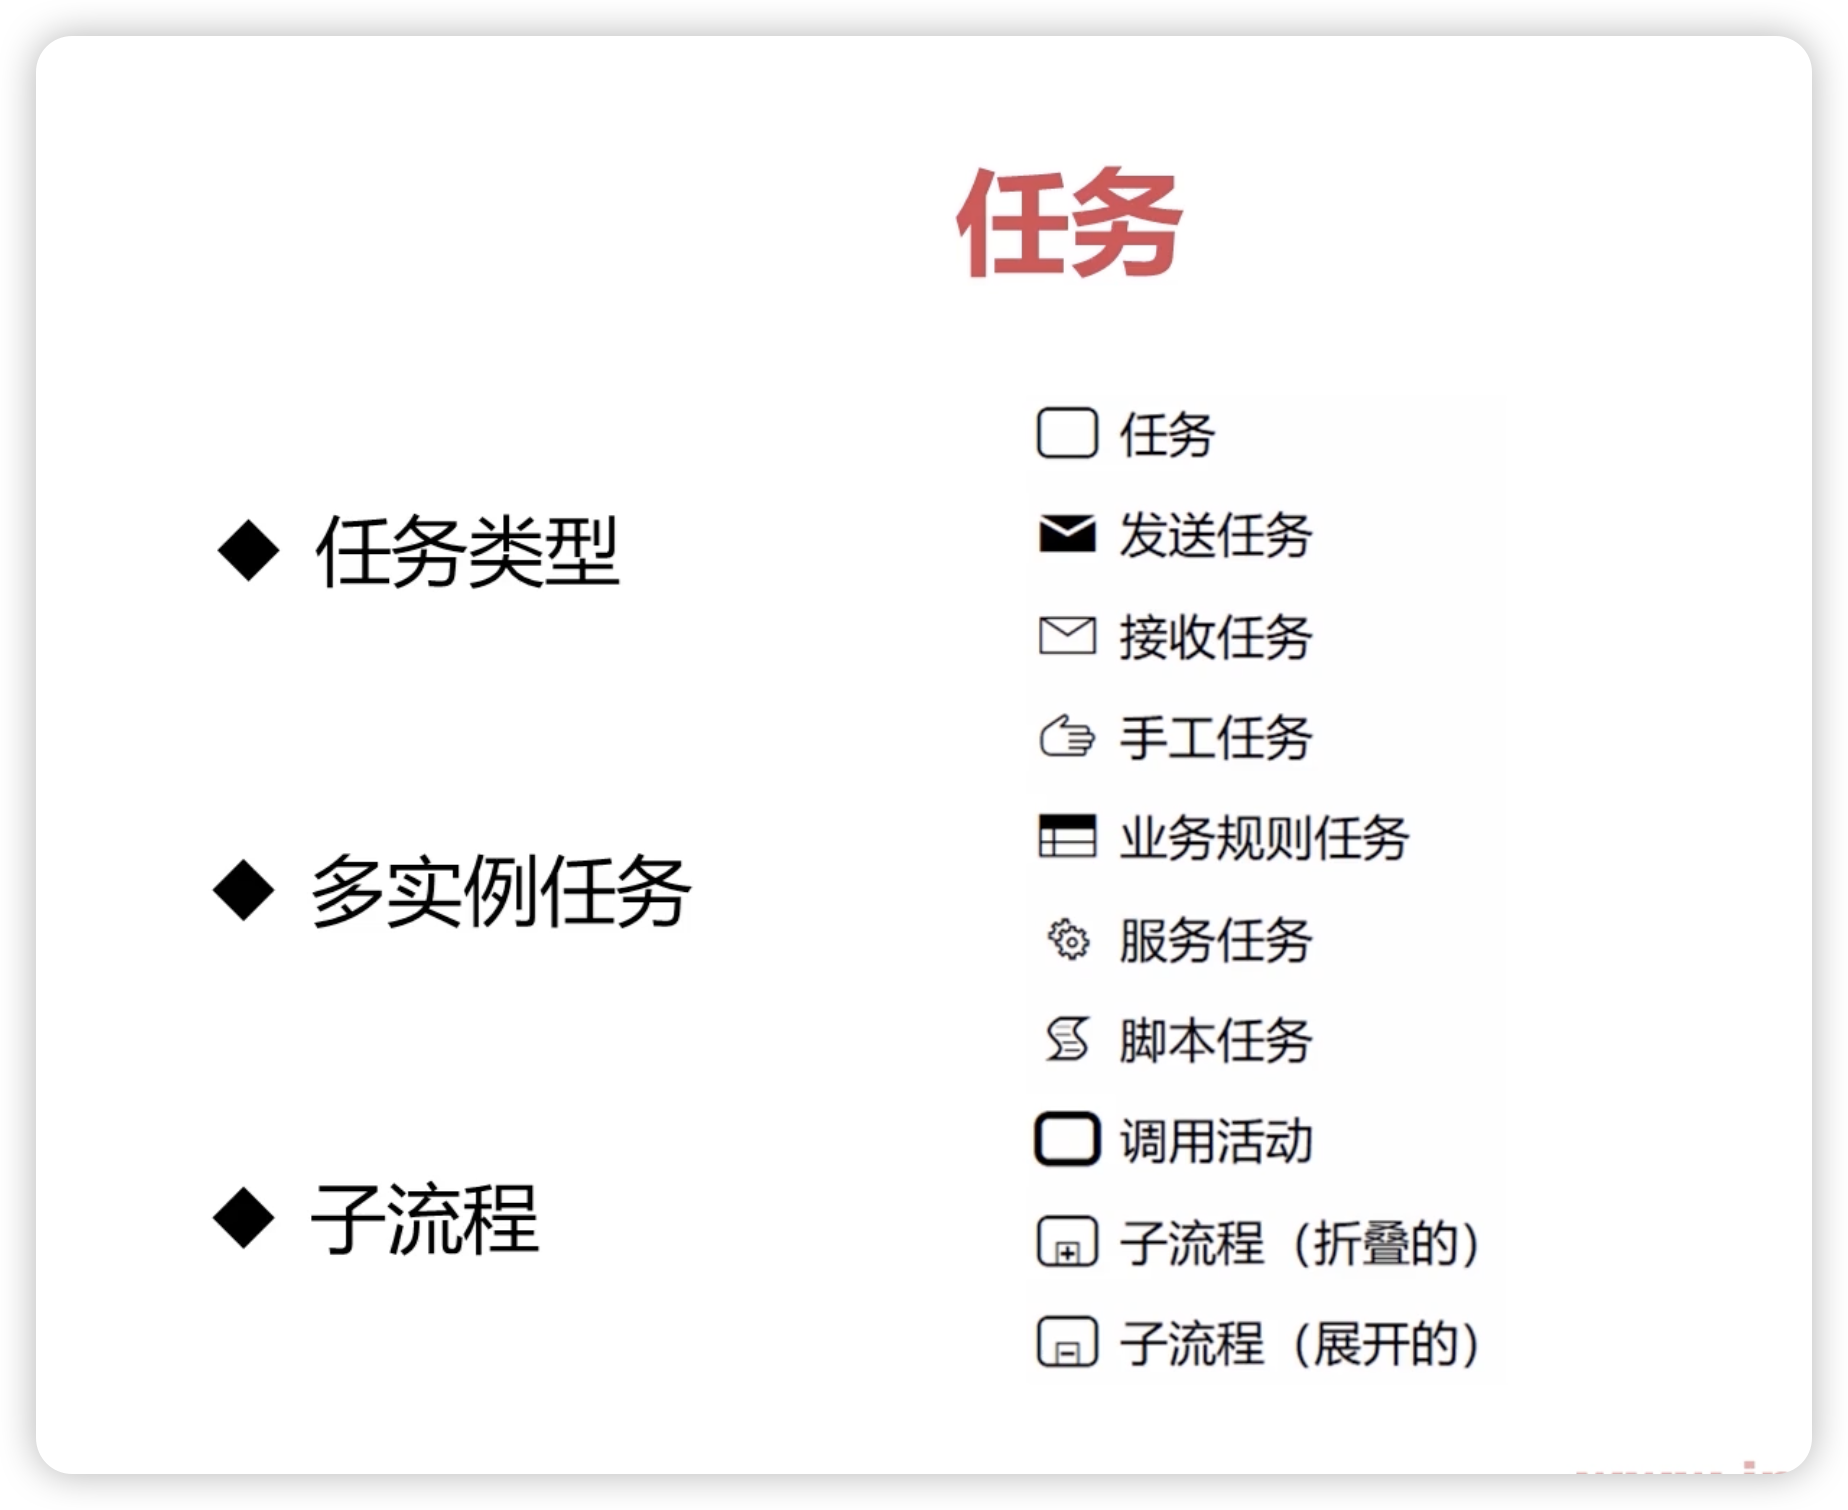 任务
任务类型
多实例任务
子流程
任务
发送任务
接收任务
手工任务
业务规则任务
服务任务
脚本任务
调用活动
子流程（折叠的）
子流程（展开的）